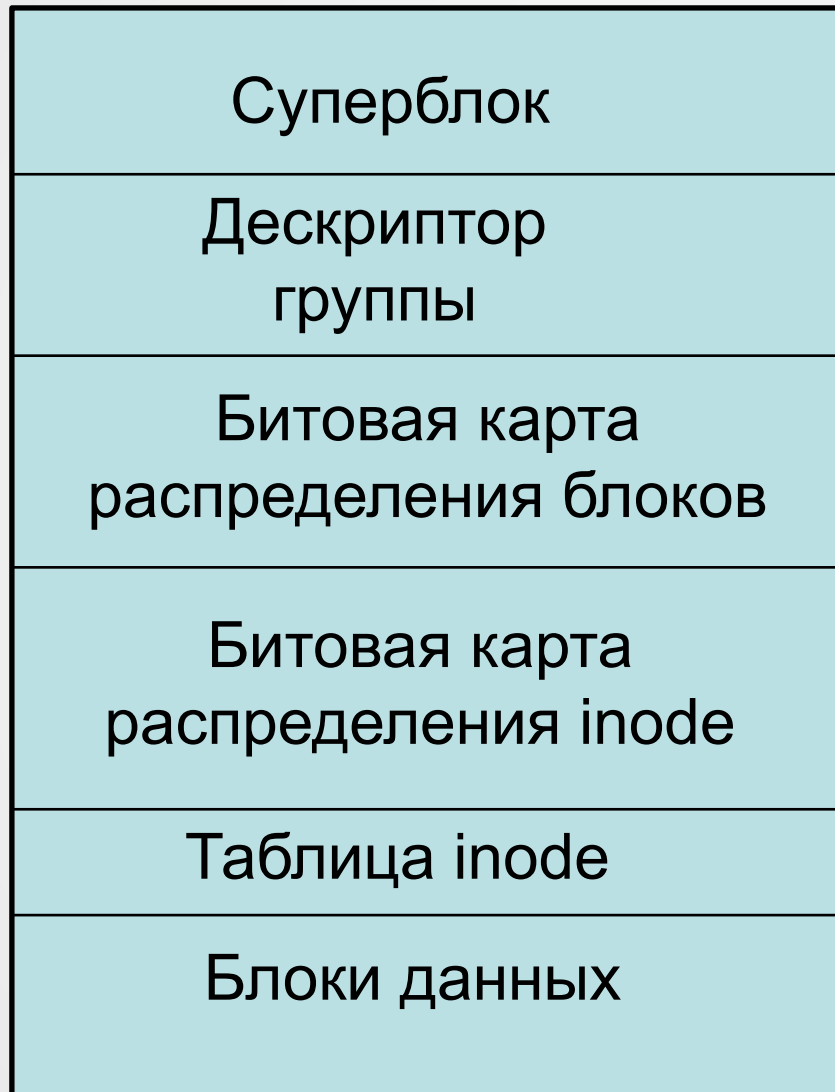 Суперблок
Дескриптор
группы
Битовая карта
распределения блоков
Битовая карта
распределения inode
Таблица inode
Блоки данных